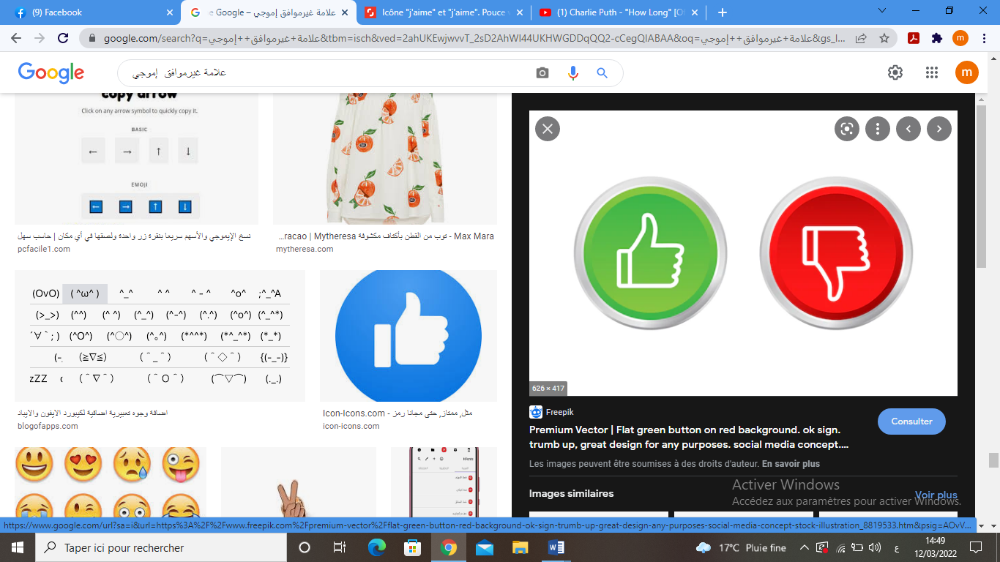 (9) Facebook
علامة غيرموافق إموجي – Google
Icône "j'aime" et "j'aime". Pouce
(1) Charlie Puth - "How Long" [O
google.com/search?q=علامة+غيرموافق++إموجي&tbm=isch&ved=2ahUKEwjwvvT_2sD2AhWI44UKHWGDDqQQ2-cCegQIABAA&oq=علامة+غيرموافق++إموجي&gs_l...
m
Google
علامة غيرموافق إموجي
m
copy arrow
Click on any arrow symbol to quickly copy it.
BASIC
← → ↑ ↓
EMOJI
← → ↑ ↓
نسخ الإيموجي والأسهم سريعا بنقرة زر واحدة ولصقها في أي مكان | حاسب سهل
pcfacile1.com
Max Mara - توب من القطن بأكتاف مكشوفة Mytheresa | racao...
mytheresa.com
(OvO) ( ^ω^ ) ^_^ ^ ^ ^ - ^ ^o^ ;^_^A
(>_>) (^^) (^ ^) (^_^) (^-^) (^.^) (^o^) (^_^*)
´∀`; ) (^O^) (^〇^) (^。^) (*^^*) (*^_^*) (*_*)
(-. (≧∇≦) (＾_＾) (＾◇＾) {(-_-)}
zZZ (＾∇＾) (＾O＾) (⌒▽⌒) (._.)
اضافة وجوه تعبيرية اضافية لكيبورد الايفون والايباد
blogofapps.com
مثل, ممتاز, حتى مجانا رمز - Icon-Icons.com
icon-icons.com
626 × 417
Freepik
Consulter
Premium Vector | Flat green button on red background. ok sign.
trumb up, great design for any purposes. social media concept....
Les images peuvent être soumises à des droits d'auteur. En savoir plus
Images similaires
Voir plus
Activer Windows
Accédez aux paramètres pour activer Windows.
https://www.google.com/url?sa=i&url=https%3A%2F%2Fwww.freepik.com%2Fpremium-vector%2Fflat-green-button-red-background-ok-sign-trumb-up-great-design-any-purposes-social-media-concept-stock-illustration_8819533.htm&psig=AOvV...
Taper ici pour rechercher
17°C Pluie fine
ع
14:49
12/03/2022